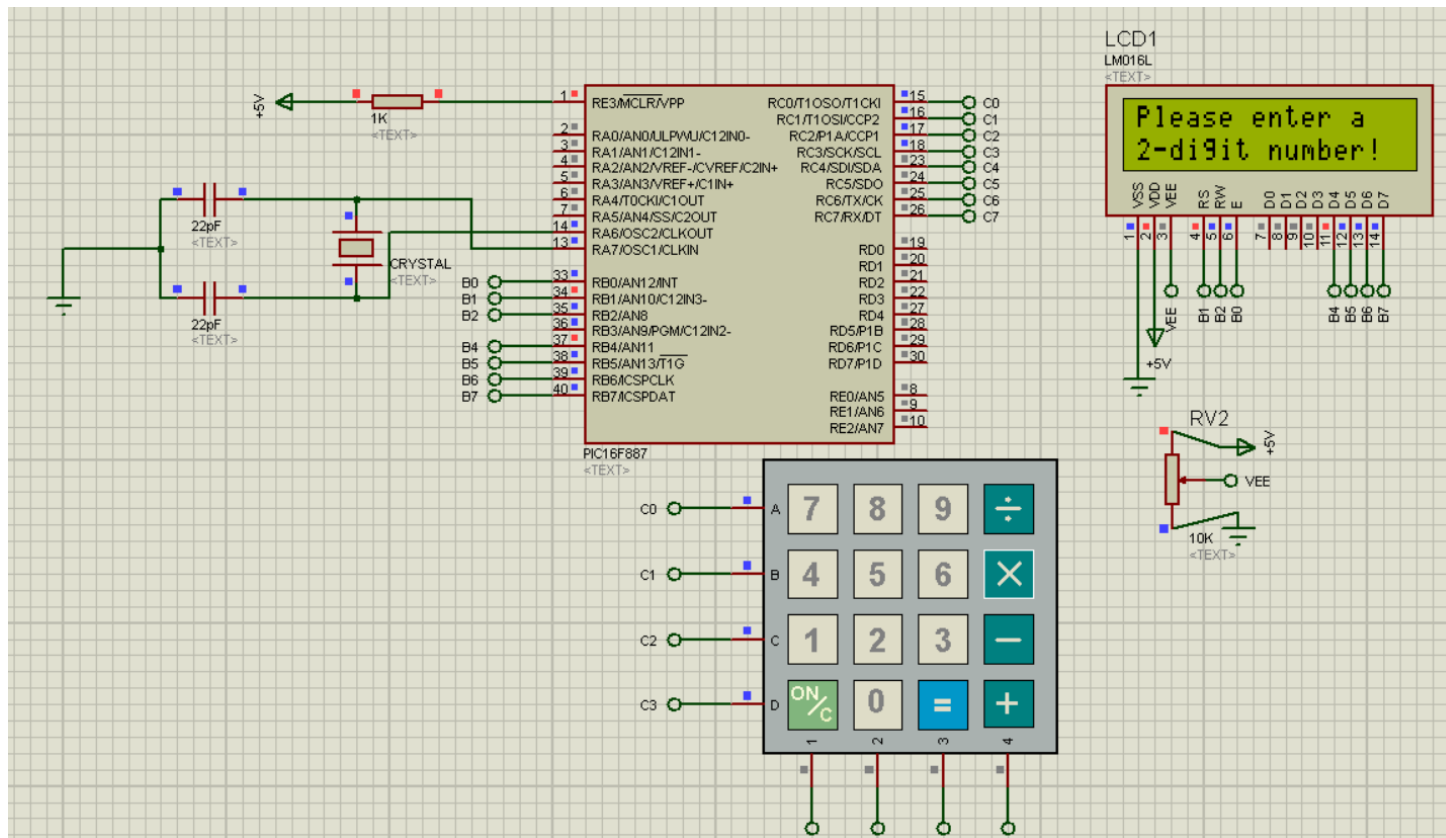 +5V
1K
<TEXT>
22pF
<TEXT>
CRYSTAL
<TEXT>
22pF
<TEXT>
B0
B1
B2
B4
B5
B6
B7
1 RE3/MCLR/VPP
2 RA0/AN0/ULPWU/C12IN0-
3 RA1/AN1/C12IN1-
4 RA2/AN2/VREF-/CVREF/C2IN+
5 RA3/AN3/VREF+/C1IN+
6 RA4/T0CKI/C1OUT
7 RA5/AN4/SS/C2OUT
14 RA6/OSC2/CLKOUT
13 RA7/OSC1/CLKIN
33 RB0/AN12/INT
34 RB1/AN10/C12IN3-
35 RB2/AN8
36 RB3/AN9/PGM/C12IN2-
37 RB4/AN11
38 RB5/AN13/T1G
39 RB6/ICSPCLK
40 RB7/ICSPDAT
RC0/T1OSO/T1CKI 15 C0
RC1/T1OSI/CCP2 16 C1
RC2/P1A/CCP1 17 C2
RC3/SCK/SCL 18 C3
RC4/SDI/SDA 23 C4
RC5/SDO 24 C5
RC6/TX/CK 25 C6
RC7/RX/DT 26 C7
RD0 19
RD1 20
RD2 21
RD3 22
RD4 27
RD5/P1B 28
RD6/P1C 29
RD7/P1D 30
RE0/AN5 8
RE1/AN6 9
RE2/AN7 10
PIC16F887
<TEXT>
LCD1
LM016L
<TEXT>
Please enter a
2-digit number!
VSS VDD VEE RS RW E D0 D1 D2 D3 D4 D5 D6 D7
1 2 3 4 5 6 7 8 9 10 11 12 13 14
VEE B1 B2 B0 B4 B5 B6 B7
+5V
RV2
+5V
VEE
10K
<TEXT>
C0 A 7 8 9 ÷
C1 B 4 5 6 ×
C2 C 1 2 3 −
C3 D ON/C 0 = +
1 2 3 4